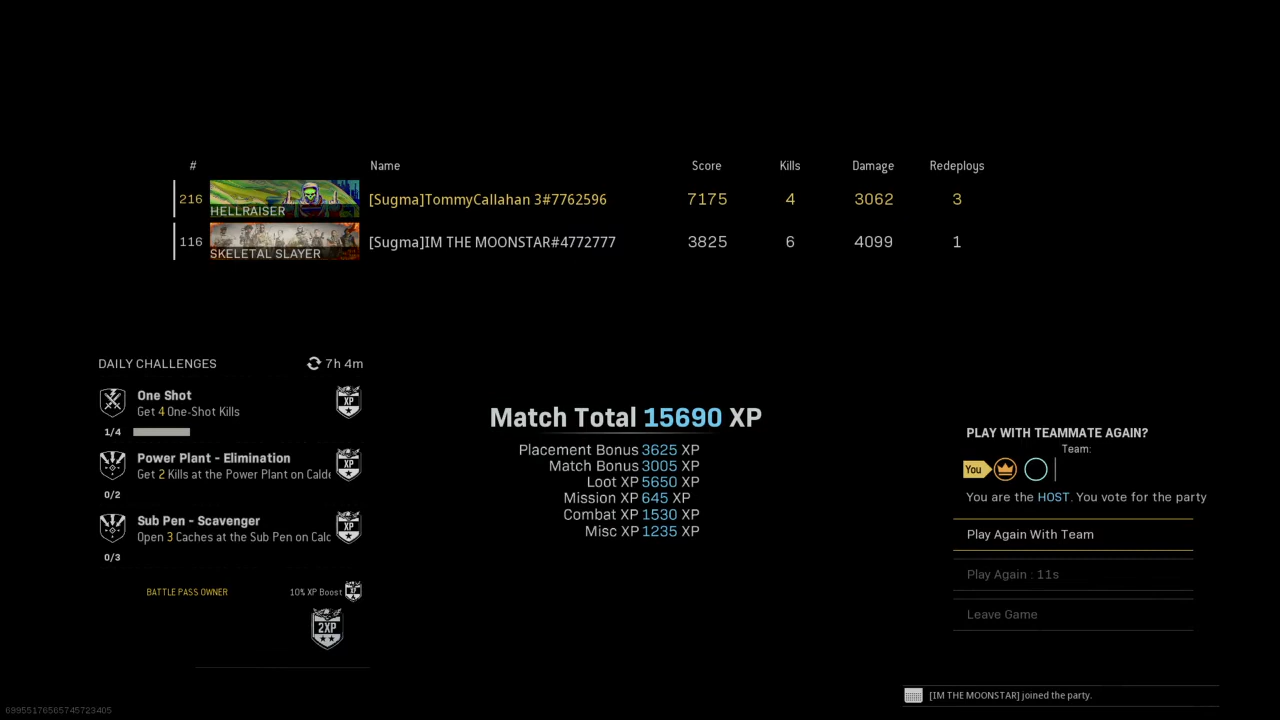 # Name Score Kills Damage Redeploys
216 HELLRAISER [Sugma]TommyCallahan 3#7762596 7175 4 3062 3
116 SKELETAL SLAYER [Sugma]IM THE MOONSTAR#4772777 3825 6 4099 1
DAILY CHALLENGES 7h 4m
One Shot
Get 4 One-Shot Kills
XP
1/4
Power Plant - Elimination
Get 2 Kills at the Power Plant on Calde
XP
0/2
Sub Pen - Scavenger
Open 3 Caches at the Sub Pen on Calc
XP
0/3
BATTLE PASS OWNER 10% XP Boost
2XP
Match Total 15690 XP
Placement Bonus 3625 XP
Match Bonus 3005 XP
Loot XP 5650 XP
Mission XP 645 XP
Combat XP 1530 XP
Misc XP 1235 XP
PLAY WITH TEAMMATE AGAIN?
Team:
You
You are the HOST. You vote for the party
Play Again With Team
Play Again : 11s
Leave Game
[IM THE MOONSTAR] joined the party.
69955176565745723405